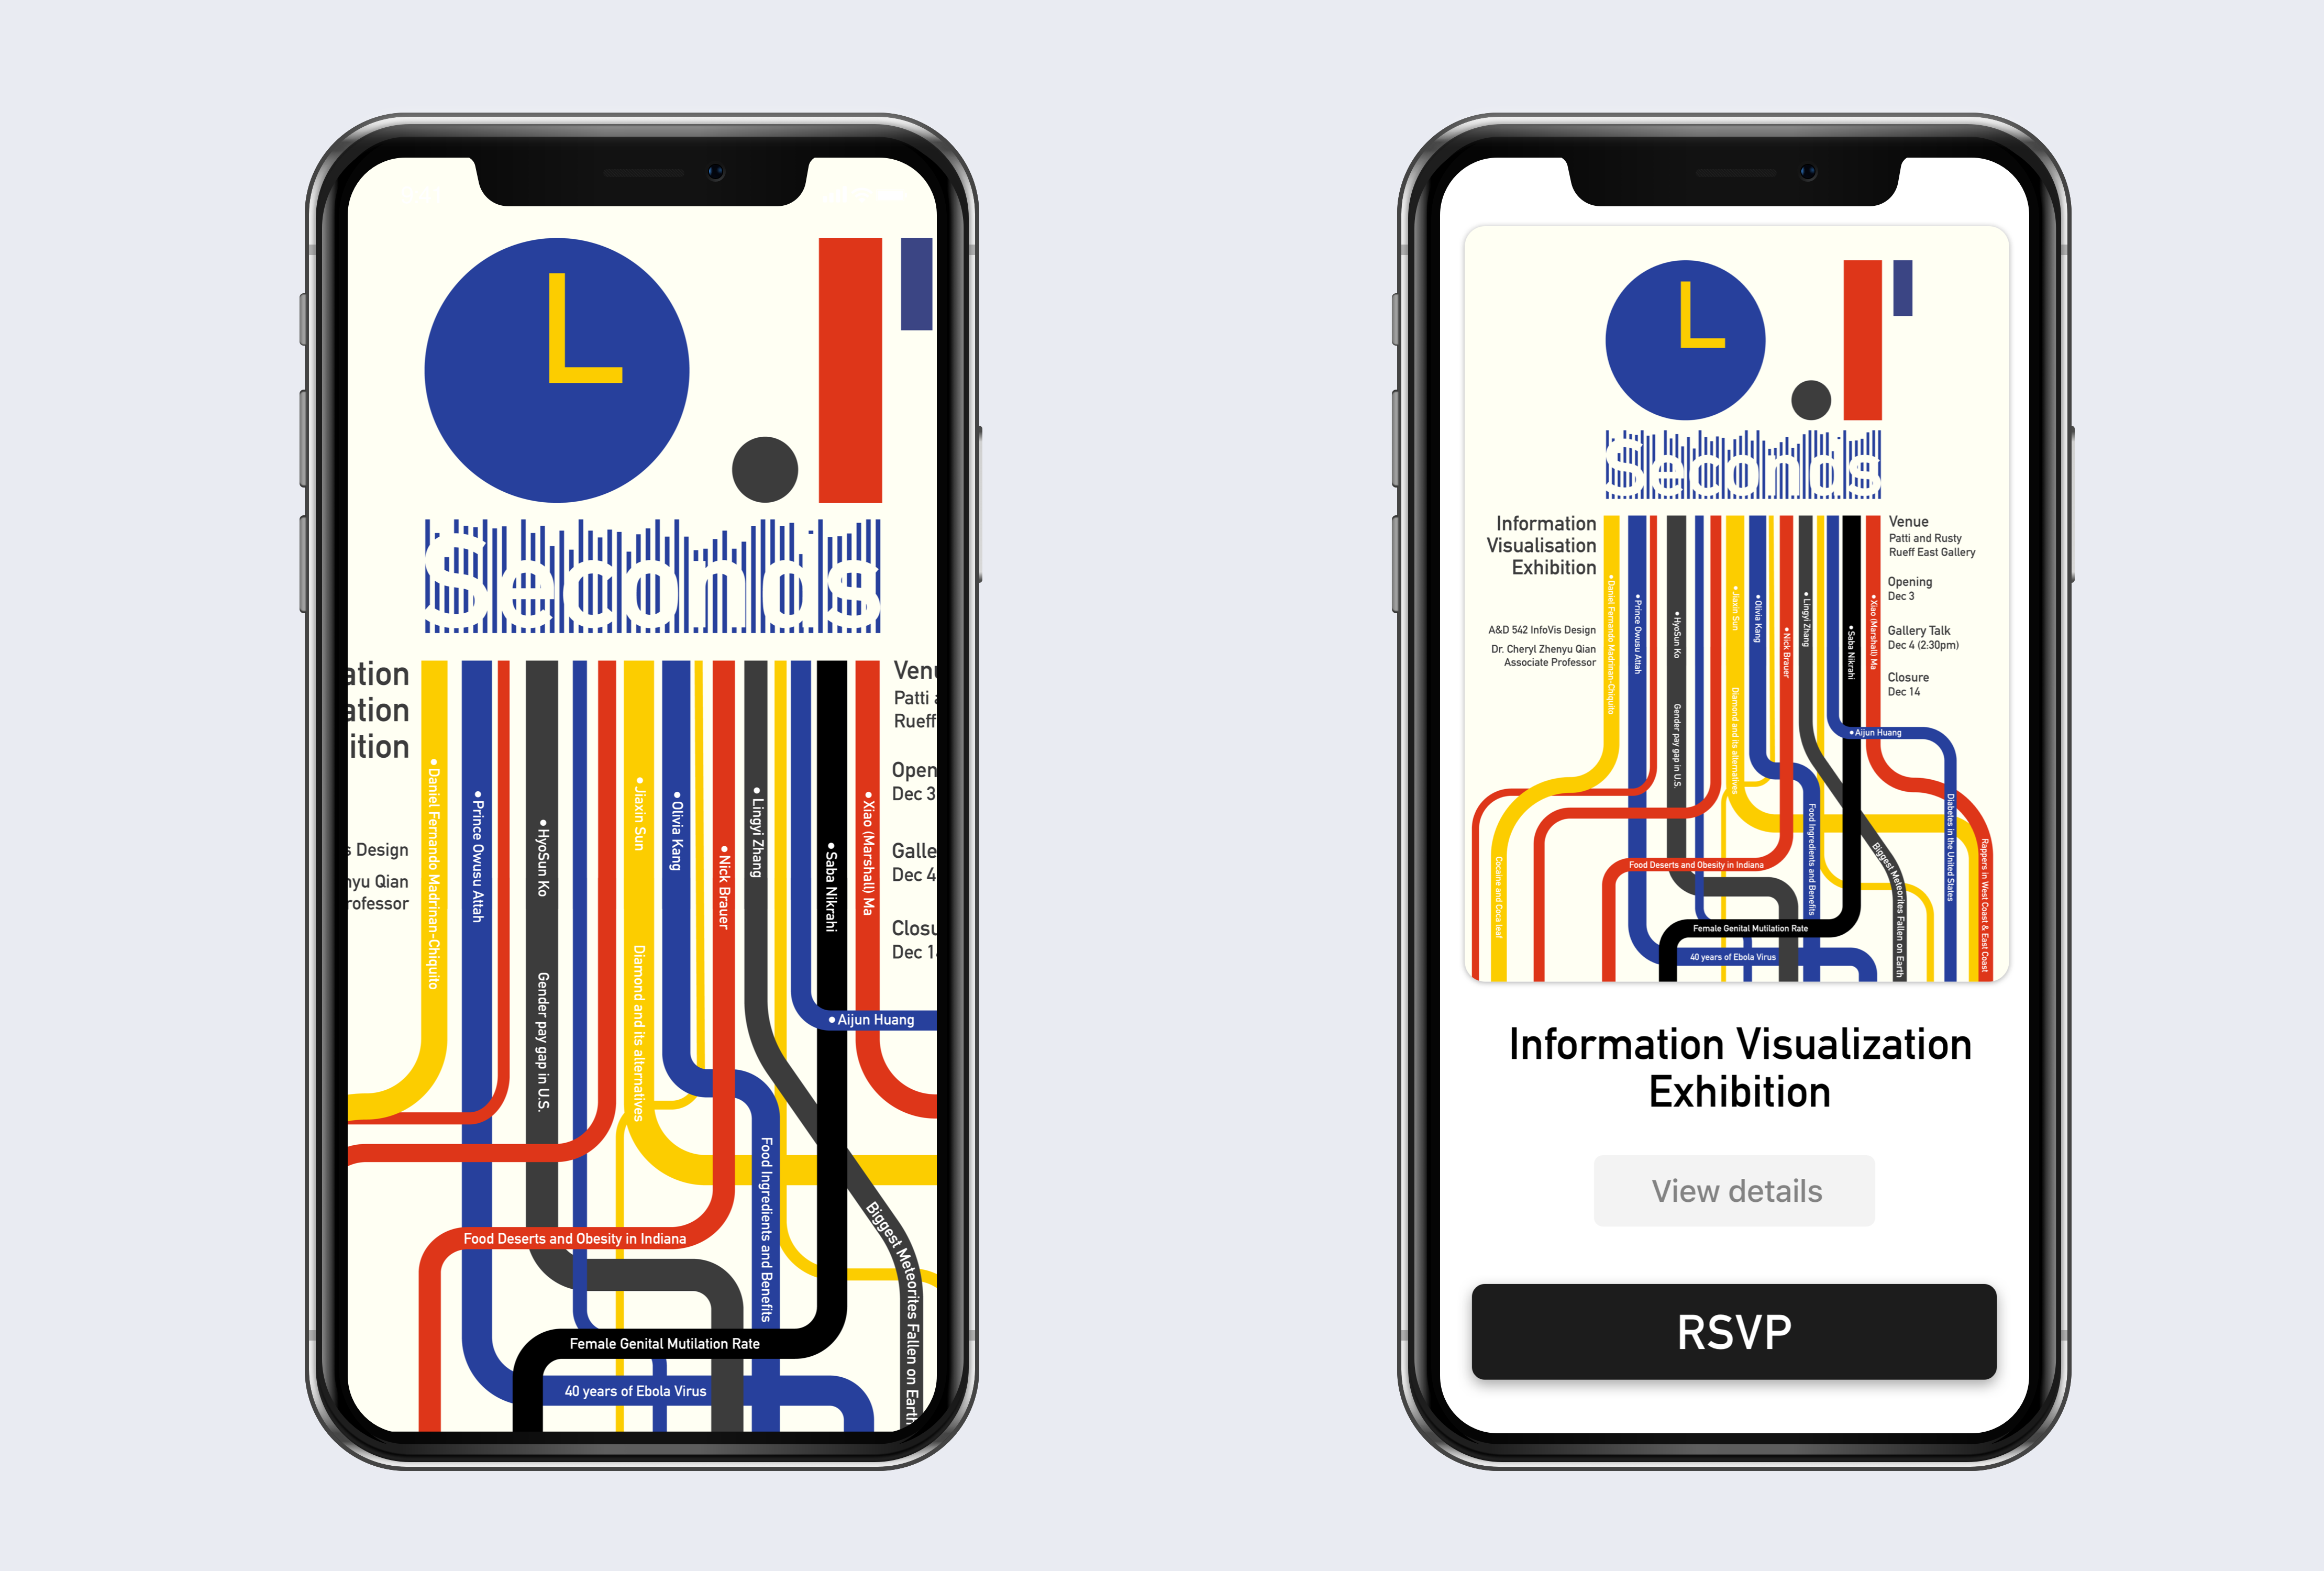 Seconds
ation
ation
ition
s Design
nyu Qian
rofessor
Daniel Fernando Madrinan-Chiquito
Prince Owusu Attah
HyoSun Ko
Gender pay gap in U.S.
Jiaxin Sun
Diamond and its alternatives
Olivia Kang
Nick Brauer
Lingyi Zhang
Saba Nikrahi
Xiao (Marshall) Ma
Venu
Patti a
Rueff
Open
Dec 3
Galle
Dec 4
Closu
Dec 1
Aijun Huang
Food Ingredients and Benefits
Biggest Meteorites Fallen on Earth
Food Deserts and Obesity in Indiana
Female Genital Mutilation Rate
40 years of Ebola Virus
Seconds
Information
Visualisation
Exhibition
A&D 542 InfoVis Design
Dr. Cheryl Zhenyu Qian
Associate Professor
Daniel Fernando Madrinan-Chiquito
Prince Owusu Attah
HyoSun Ko
Gender pay gap in U.S.
Jiaxin Sun
Diamond and its alternatives
Olivia Kang
Nick Brauer
Lingyi Zhang
Saba Nikrahi
Xiao (Marshall) Ma
Venue
Patti and Rusty
Rueff East Gallery
Opening
Dec 3
Gallery Talk
Dec 4 (2:30pm)
Closure
Dec 14
Aijun Huang
Diabetes in the United States
Cocaine and Coca leaf
Food Ingredients and Benefits
Biggest Meteorites Fallen on Earth
Rappers in West Coast & East Coast
Food Deserts and Obesity in Indiana
Female Genital Mutilation Rate
40 years of Ebola Virus
Information Visualization
Exhibition
View details
RSVP